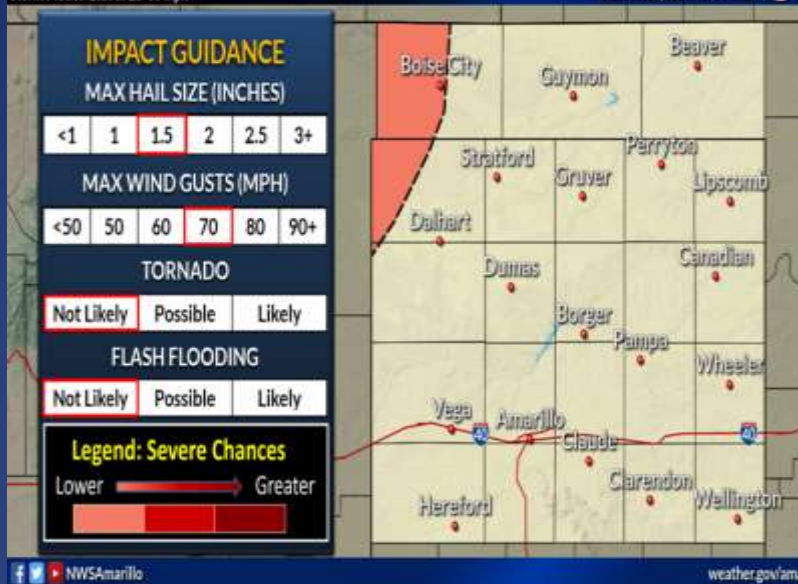 IMPACT GUIDANCE
MAX HAIL SIZE (INCHES)
<1 1 1.5 2 2.5 3+
MAX WIND GUSTS (MPH)
<50 50 60 70 80 90+
TORNADO
Not Likely Possible Likely
FLASH FLOODING
Not Likely Possible Likely
Legend: Severe Chances
Lower Greater
Boise City
Guymon
Beaver
Stratford
Gruver
Perryton
Lipscomb
Dalhart
Dumas
Canadian
Borger
Pampa
Wheeler
Vega
40
Amarillo
Claude
40
Clarendon
Hereford
Wellington
NWSAmarillo
weather.gov/am